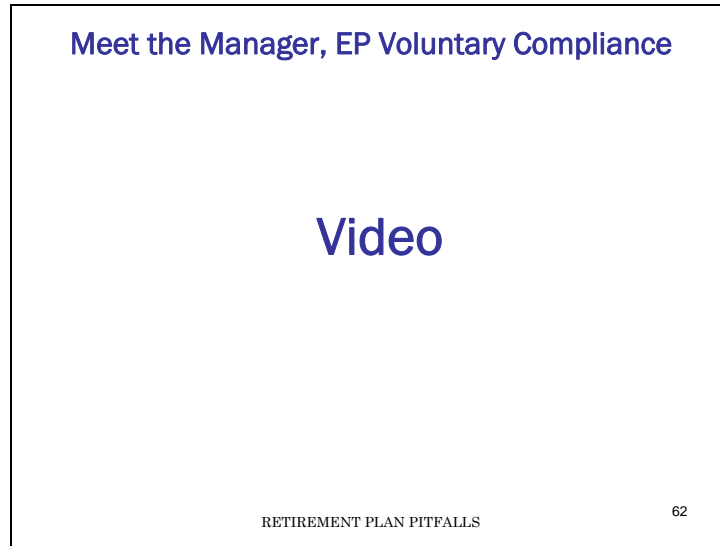 Meet the Manager, EP Voluntary Compliance
Video
RETIREMENT PLAN PITFALLS
62